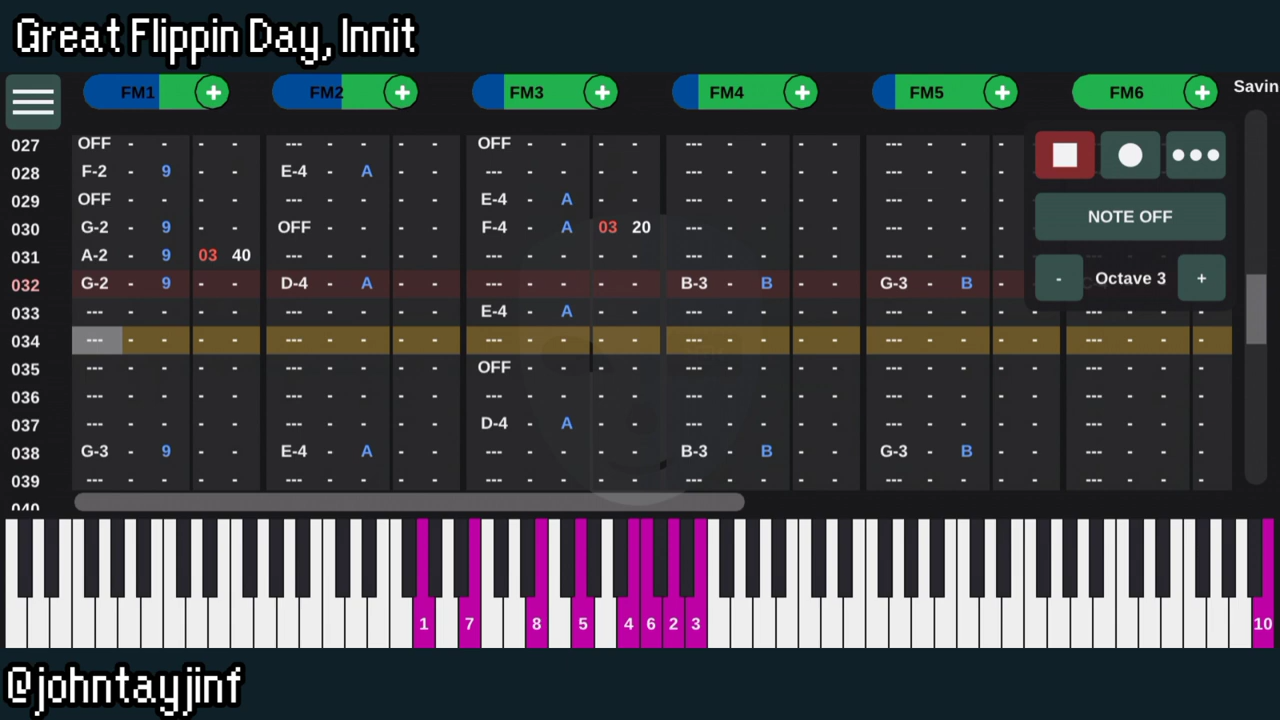 Great Flippin Day, Innit
FM1 FM2 FM3 FM4 FM5 FM6 Savin
027 OFF - - - - --- - - - - OFF - - - - --- - - - - --- - - -
028 F-2 - 9 - - E-4 - A - - --- - - - - --- - - - - --- - - -
029 OFF - - - - --- - - - - E-4 - A - - --- - - - - --- - - -
030 G-2 - 9 - - OFF - - - - F-4 - A 03 20 --- - - - - --- - - -
031 A-2 - 9 03 40 --- - - - - --- - - - - --- - - - - --- - - -
032 G-2 - 9 - - D-4 - A - - --- - - - - B-3 - B - - G-3 - B -
033 --- - - - - --- - - - - E-4 - A - - --- - - - - --- - - - - --- - - -
034 --- - - - - --- - - - - --- - - - - --- - - - - --- - - - - --- - - -
035 --- - - - - --- - - - - OFF - - - - --- - - - - --- - - - - --- - - -
036 --- - - - - --- - - - - --- - - - - --- - - - - --- - - - - --- - - -
037 --- - - - - --- - - - - D-4 - A - - --- - - - - --- - - - - --- - - -
038 G-3 - 9 - - E-4 - A - - --- - - - - B-3 - B - - G-3 - B - - --- - - -
039 --- - - - - --- - - - - --- - - - - --- - - - - --- - - - - --- - - -
040
NOTE OFF
- Octave 3 +
1 7 8 5 4 6 2 3 10
@johntayjinf